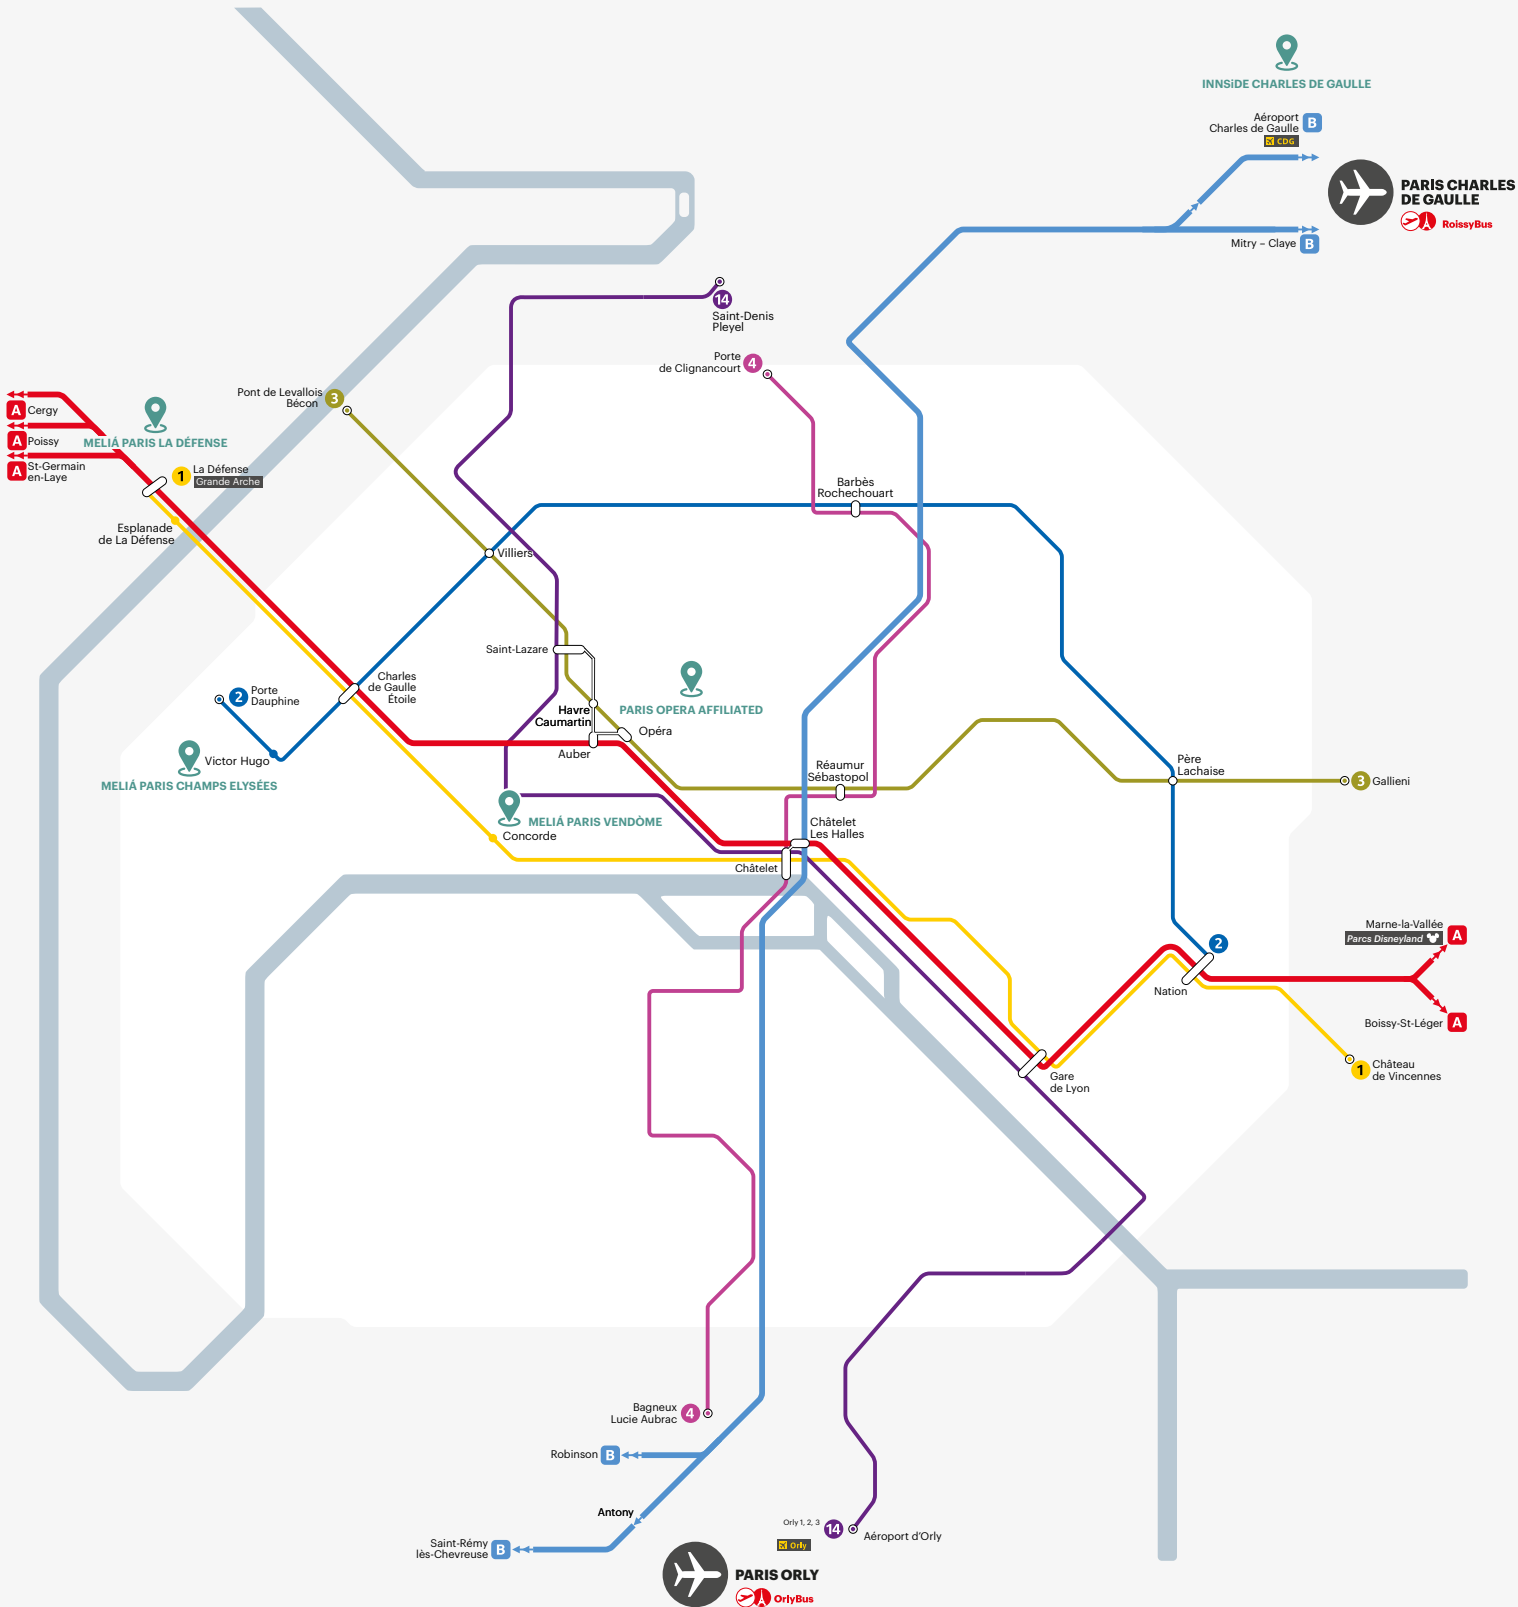 INNSiDE CHARLES DE GAULLE
Aéroport
Charles de Gaulle
B
CDG
PARIS CHARLES
DE GAULLE
RoissyBus
Mitry – Claye B
14
Saint-Denis
Pleyel
Porte
de Clignancourt
4
Pont de Levallois
Bécon
3
A Cergy
A Poissy
A St-Germain
en-Laye
MELIÁ PARIS LA DÉFENSE
1 La Défense
Grande Arche
Esplanade
de La Défense
Barbès
Rochechouart
Villiers
Saint-Lazare
Charles
de Gaulle
Étoile
2 Porte
Dauphine
Victor Hugo
MELIÁ PARIS CHAMPS ELYSÉES
PARIS OPERA AFFILIATED
Havre
Caumartin
Opéra
Auber
Réaumur
Sébastopol
Père
Lachaise
3 Gallieni
MELIÁ PARIS VENDÒME
Concorde
Châtelet
Les Halles
Châtelet
Marne-la-Vallée
Parcs Disneyland
A
2
Nation
Boissy-St-Léger A
Gare
de Lyon
1 Château
de Vincennes
Bagneux
Lucie Aubrac
4
Robinson B
Antony
Saint-Rémy
lès-Chevreuse
B
Orly 1, 2, 3
14
Aéroport d'Orly
Orly
PARIS ORLY
OrlyBus